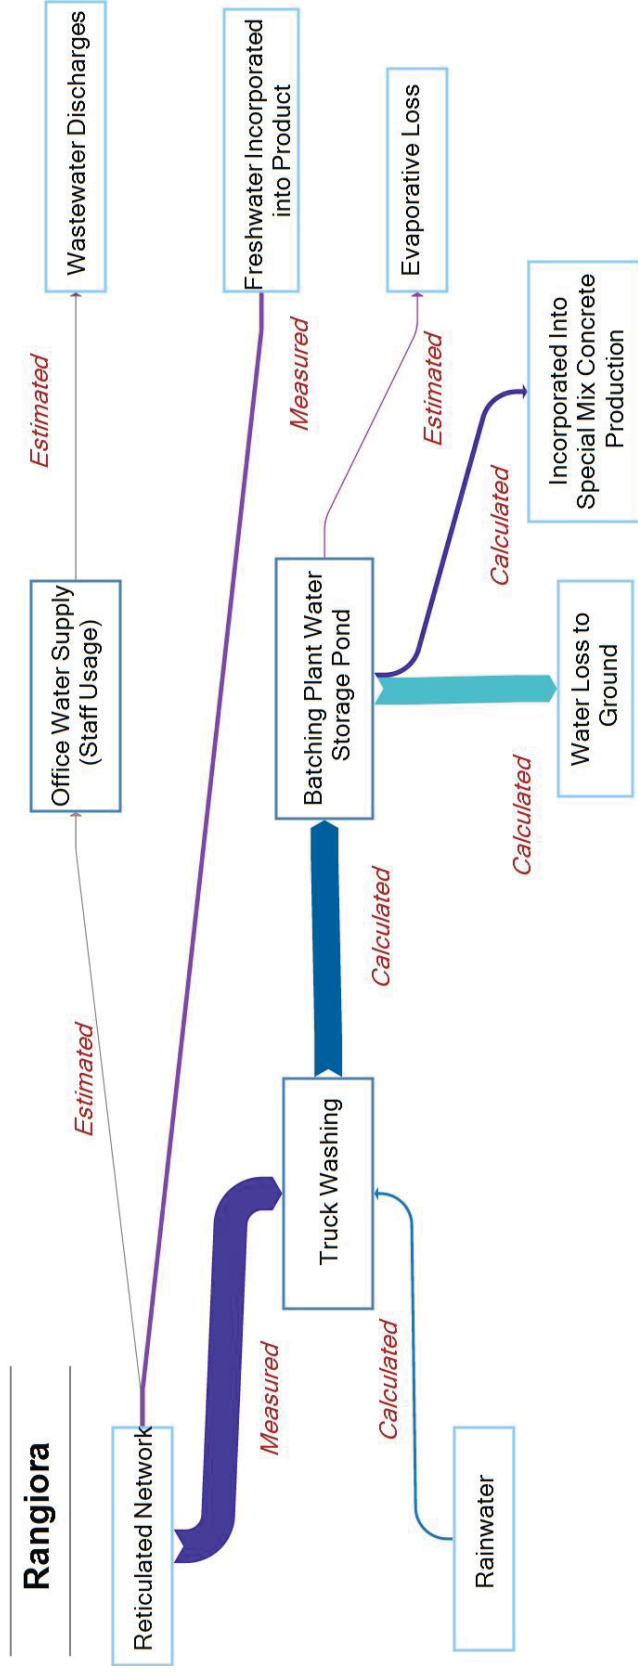 Rangiora
Reticulated Network
Estimated
Office Water Supply
(Staff Usage)
Estimated
Wastewater Discharges
Measured
Freshwater Incorporated
into Product
Measured
Truck Washing
Calculated
Rainwater
Calculated
Batching Plant Water
Storage Pond
Estimated
Evaporative Loss
Calculated
Incorporated Into
Special Mix Concrete
Production
Calculated
Water Loss to
Ground